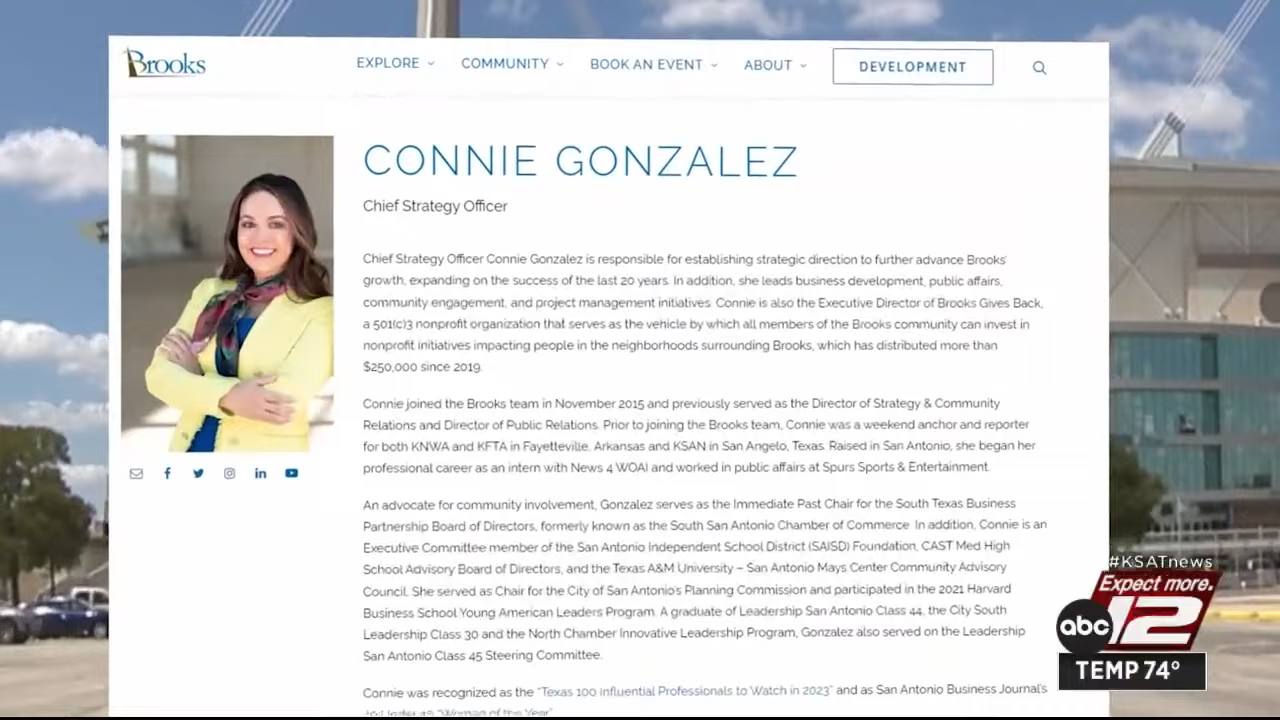 Brooks
EXPLORE COMMUNITY BOOK AN EVENT ABOUT DEVELOPMENT
CONNIE GONZALEZ
Chief Strategy Officer
Chief Strategy Officer Connie Gonzalez is responsible for establishing strategic direction to further advance Brooks'
growth, expanding on the success of the last 20 years. In addition, she leads business development, public affairs,
community engagement, and project management initiatives. Connie is also the Executive Director of Brooks Gives Back,
a 501(c)3 nonprofit organization that serves as the vehicle by which all members of the Brooks community can invest in
nonprofit initiatives impacting people in the neighborhoods surrounding Brooks, which has distributed more than
$250,000 since 2019.
Connie joined the Brooks team in November 2015 and previously served as the Director of Strategy & Community
Relations and Director of Public Relations. Prior to joining the Brooks team, Connie was a weekend anchor and reporter
for both KNWA and KFTA in Fayetteville, Arkansas and KSAN in San Angelo, Texas. Raised in San Antonio, she began her
professional career as an intern with News 4 WOAI and worked in public affairs at Spurs Sports & Entertainment.
An advocate for community involvement, Gonzalez serves as the Immediate Past Chair for the South Texas Business
Partnership Board of Directors, formerly known as the South San Antonio Chamber of Commerce. In addition, Connie is an
Executive Committee member of the San Antonio Independent School District (SAISD) Foundation, CAST Med High
School Advisory Board of Directors, and the Texas A&M University – San Antonio Mays Center Community Advisory
Council. She served as Chair for the City of San Antonio's Planning Commission and participated in the 2021 Harvard
Business School Young American Leaders Program. A graduate of Leadership San Antonio Class 44, the City South
Leadership Class 30 and the North Chamber Innovative Leadership Program, Gonzalez also served on the Leadership
San Antonio Class 45 Steering Committee.
Connie was recognized as the "Texas 100 Influential Professionals to Watch in 2023" and as San Antonio Business Journal's
40 Under 40 "Woman of the Year"
#KSATnews
Expect more.
abc 12
TEMP 74°